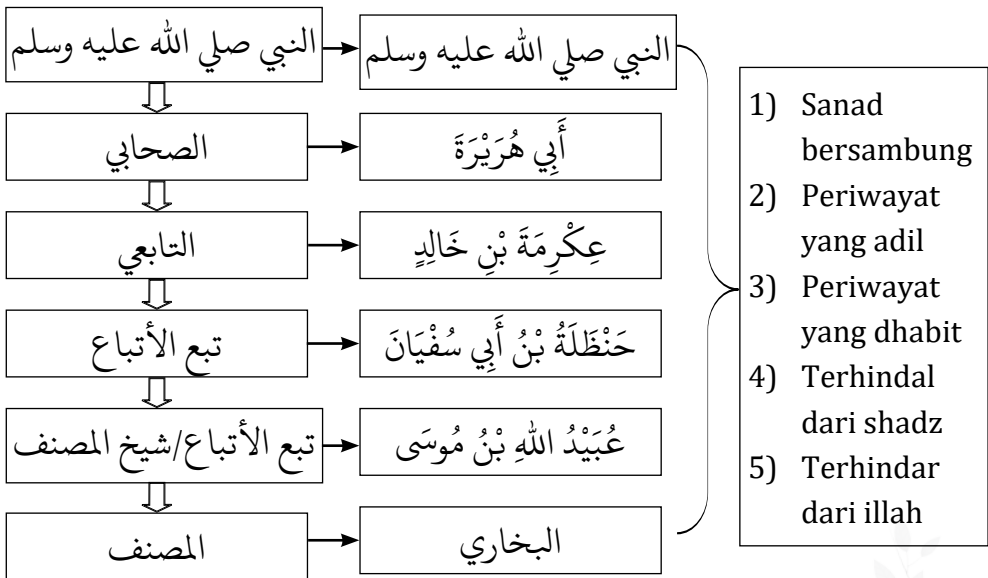 النبي صلي الله عليه وسلم
النبي صلي الله عليه وسلم
الصحابي
أَبِي هُرَيْرَةَ
التابعي
عِكْرِمَةَ بْنِ خَالِدٍ
تبع الأتباع
حَنْظَلَةُ بْنُ أَبِي سُفْيَانَ
تبع الأتباع/شيخ المصنف
عُبَيْدُ اللهِ بْنُ مُوسَى
المصنف
البخاري
1) Sanad
bersambung
2) Periwayat
yang adil
3) Periwayat
yang dhabit
4) Terhindal
dari shadz
5) Terhindar
dari illah